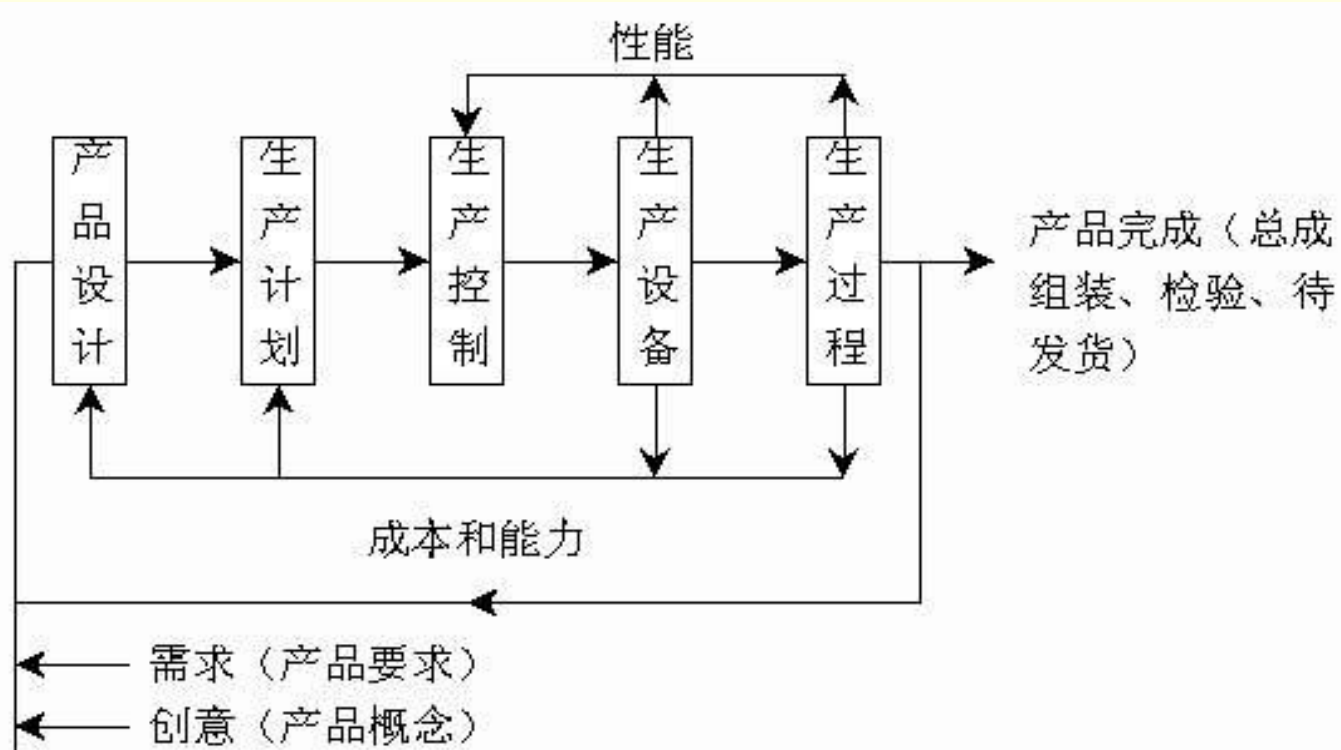 性能
产品设计
生产计划
生产控制
生产设备
生产过程
产品完成（总成
组装、检验、待
发货）
成本和能力
需求（产品要求）
创意（产品概念）